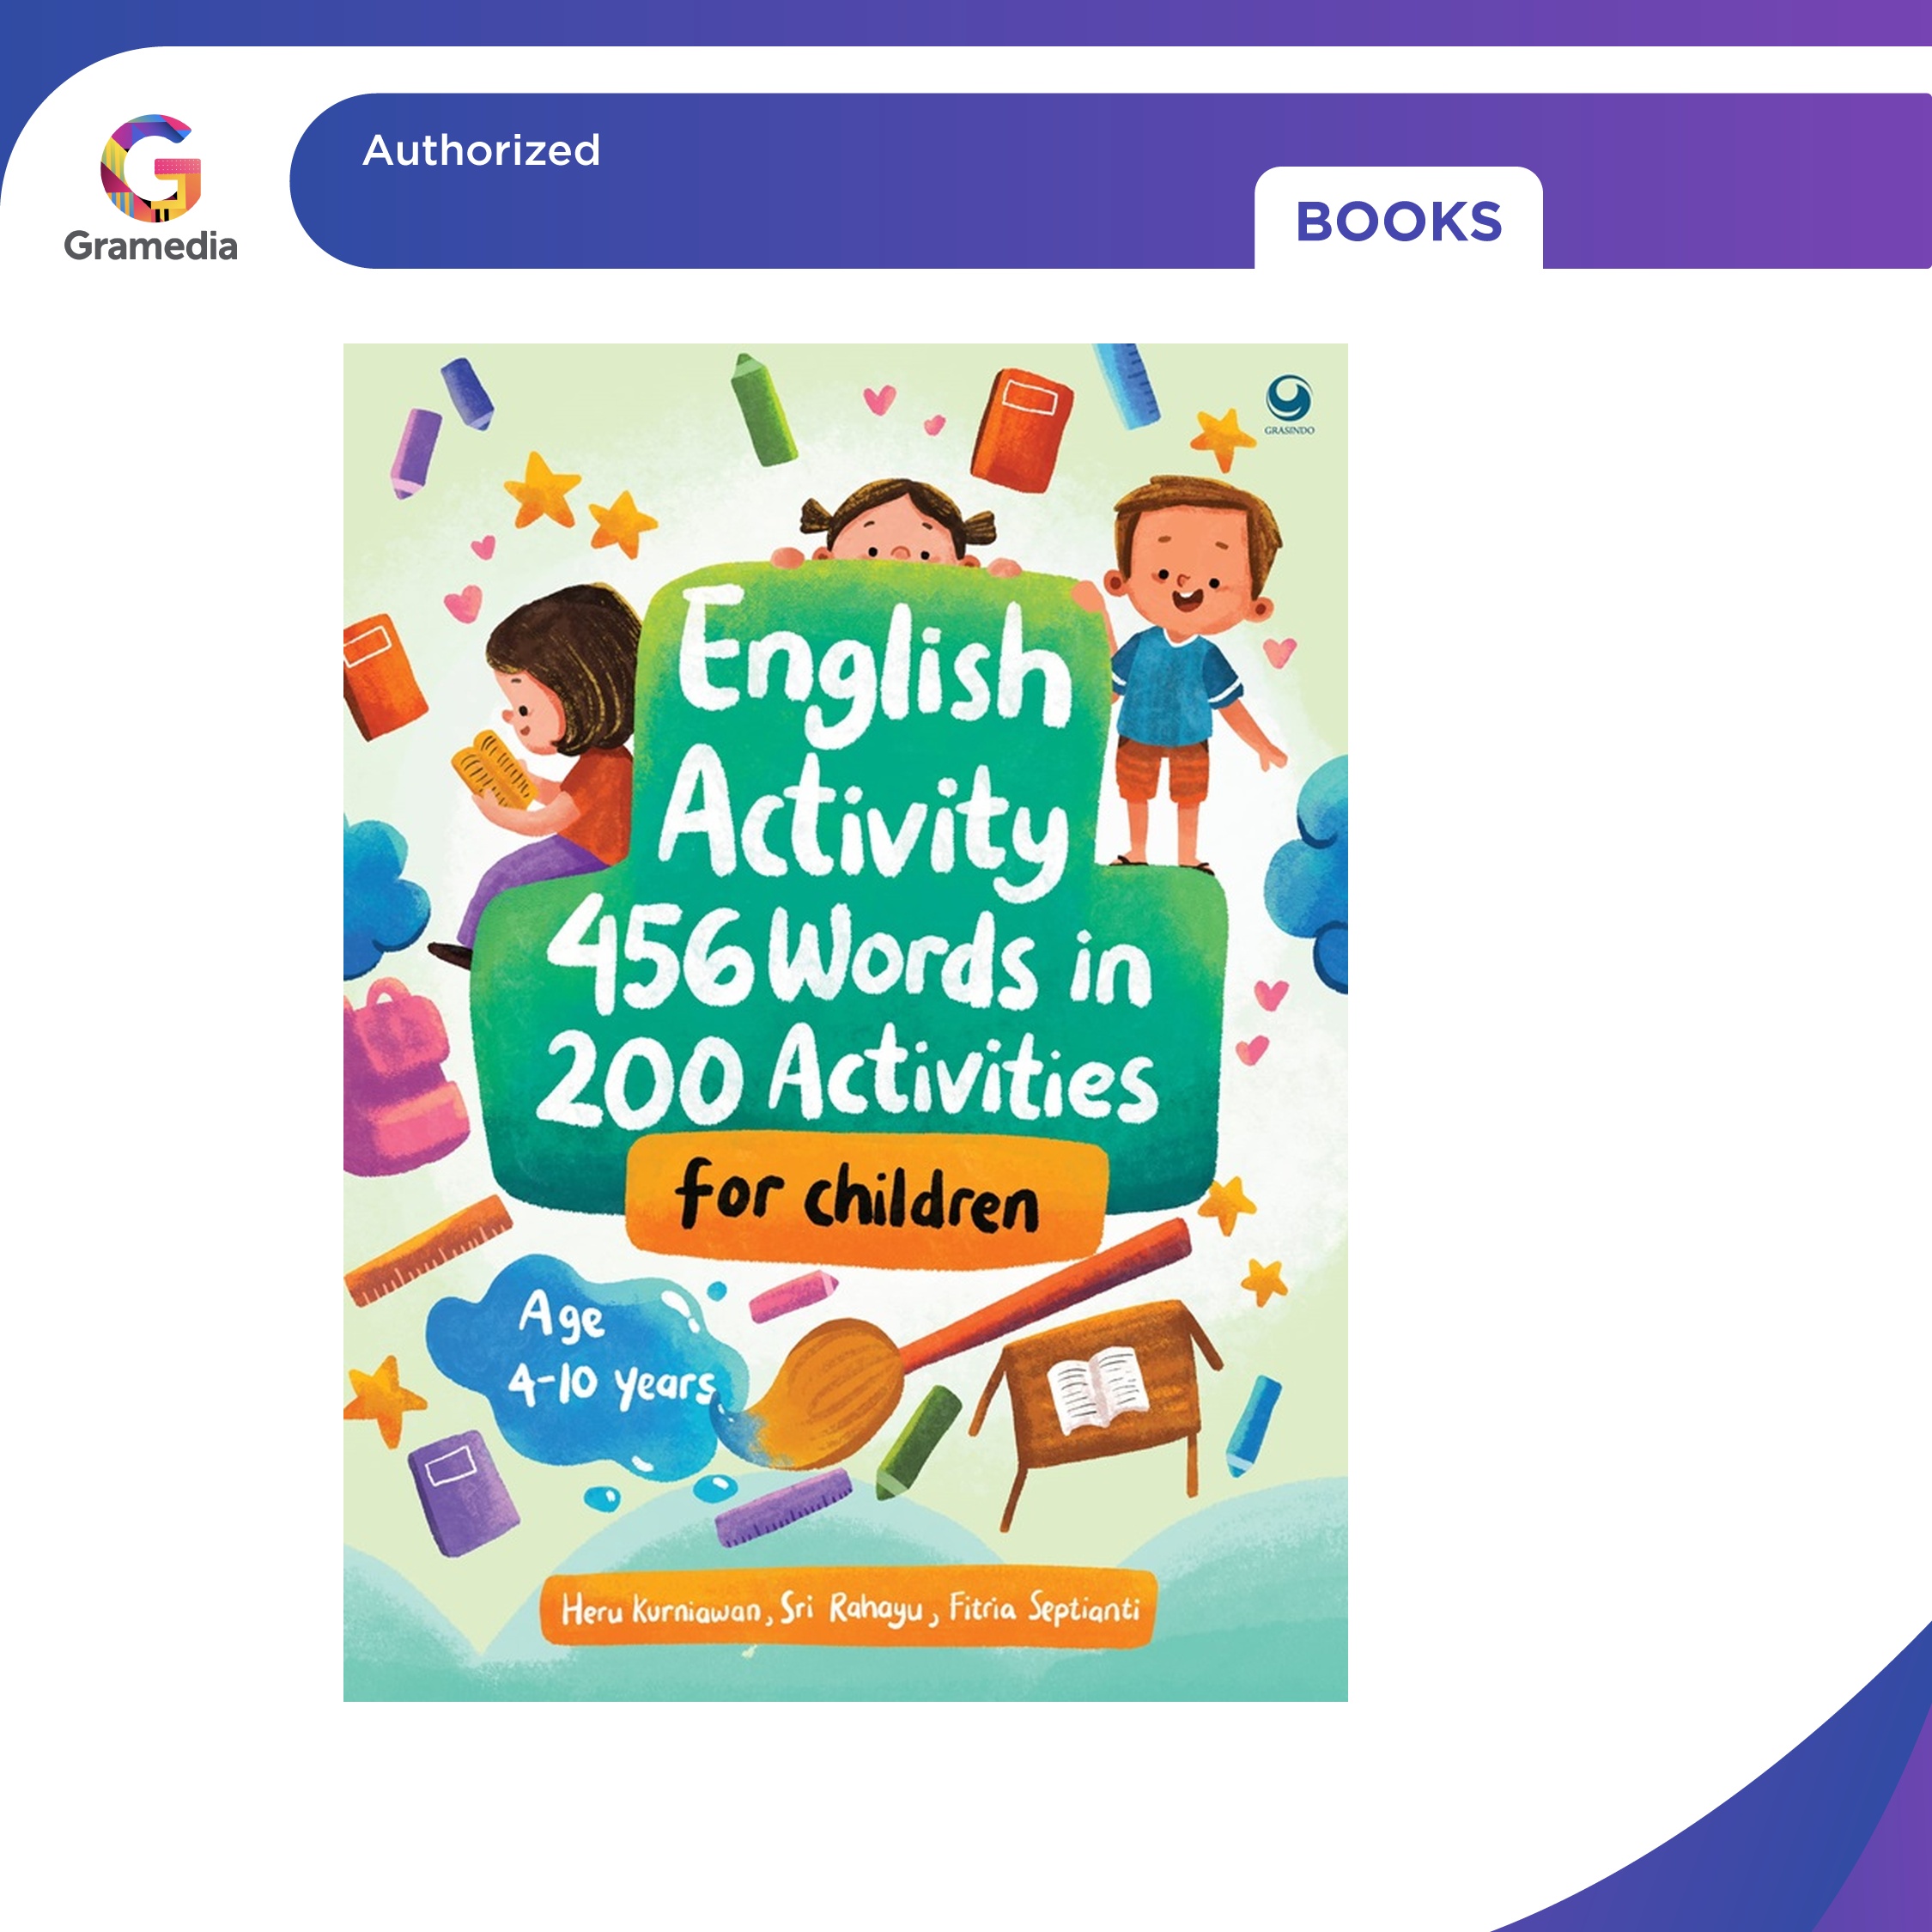 Authorized
Gramedia
BOOKS
GRASINDO
English
Activity
456 Words in
200 Activities
for children
Age
4-10 years
Heru Kurniawan, Sri Rahayu, Fitria Septianti